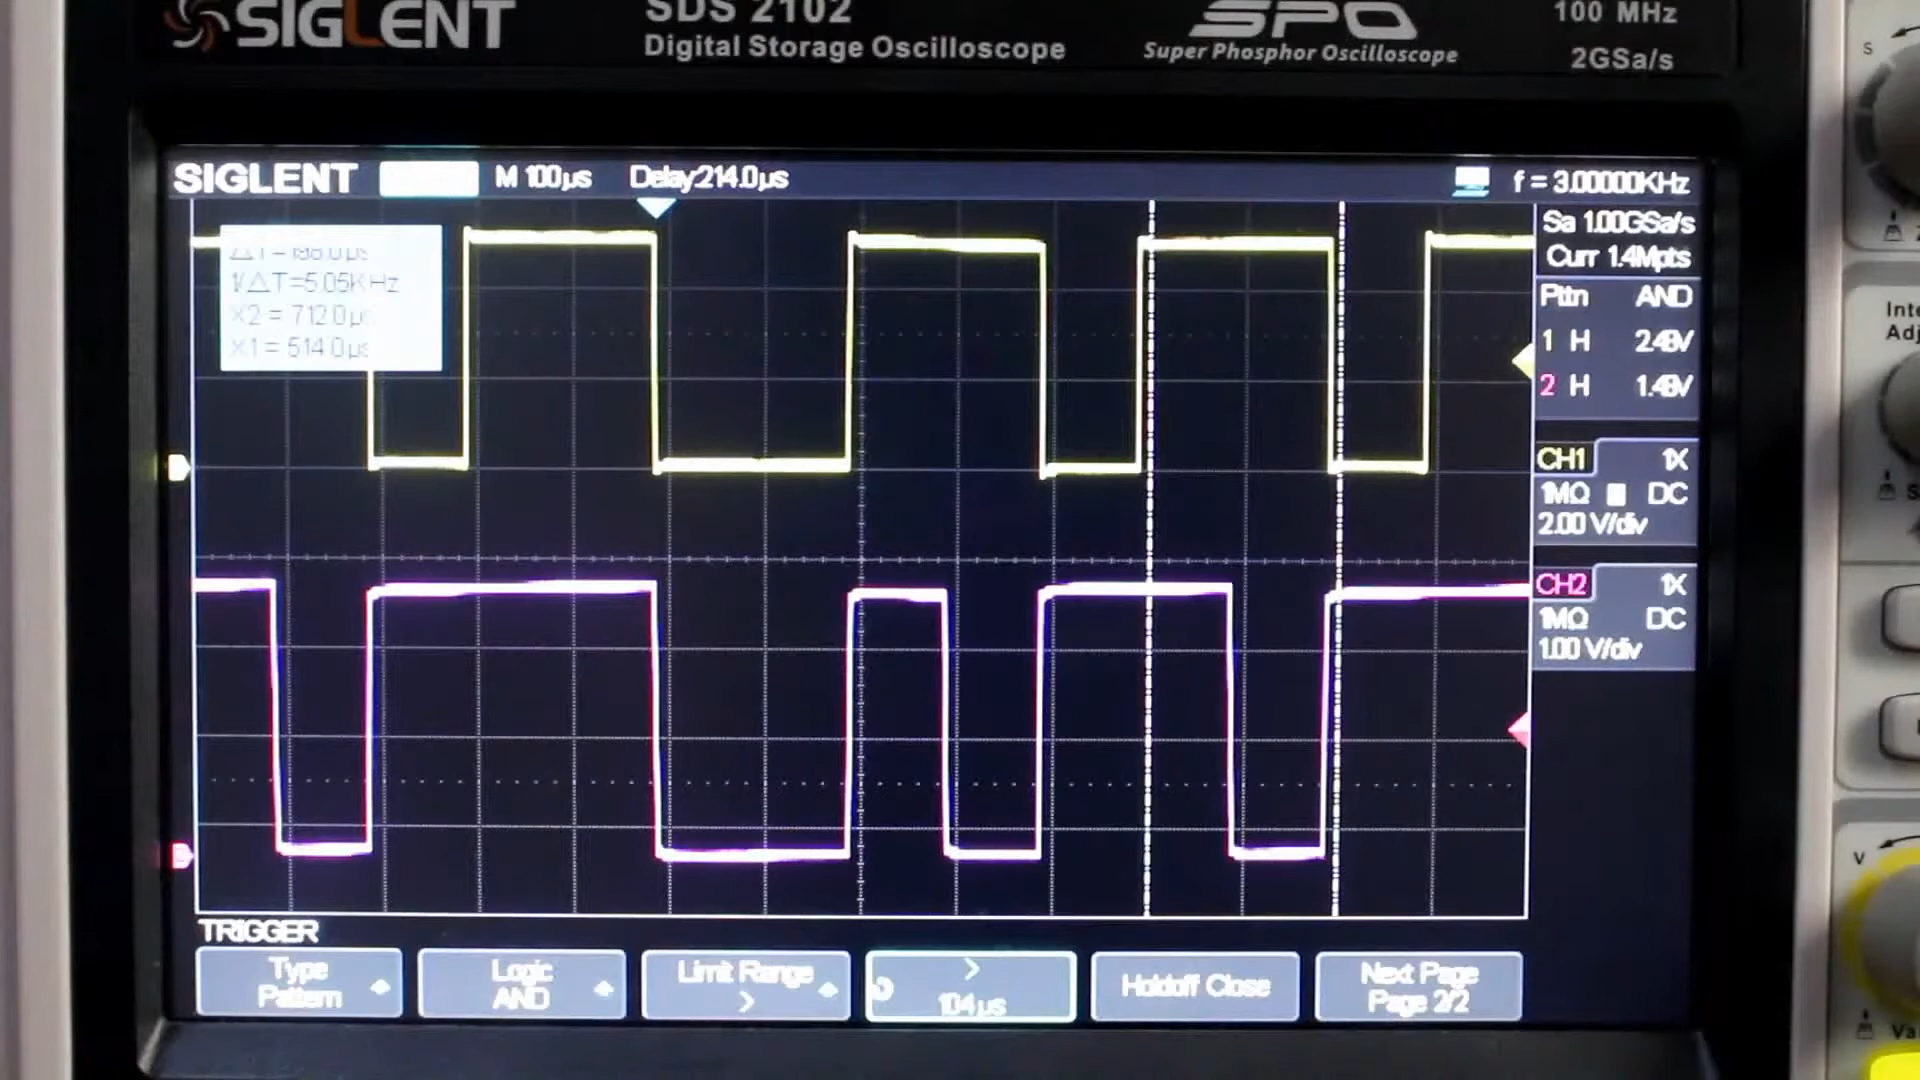 SIGLENT
SDS 2102
Digital Storage Oscilloscope
SPO
Super Phosphor Oscilloscope
100 MHz
2GSa/s
SIGLENT
M 100µs
Delay:214.0µs
f = 3.00000KHz
△T=198.0µs
1/△T=5.05KHz
X2 = 712.0µs
X1 = 514.0µs
Sa 1.00GSa/s
Curr 1.4Mpts
Pttn AND
1 H 2.48V
2 H 1.48V
CH1 1X
1MΩ DC
2.00 V/div
CH2 1X
1MΩ DC
1.00 V/div
TRIGGER
Type
Pattern
Logic
AND
Limit Range
>
>
104µs
Holdoff Close
Next Page
Page 2/2
S
V